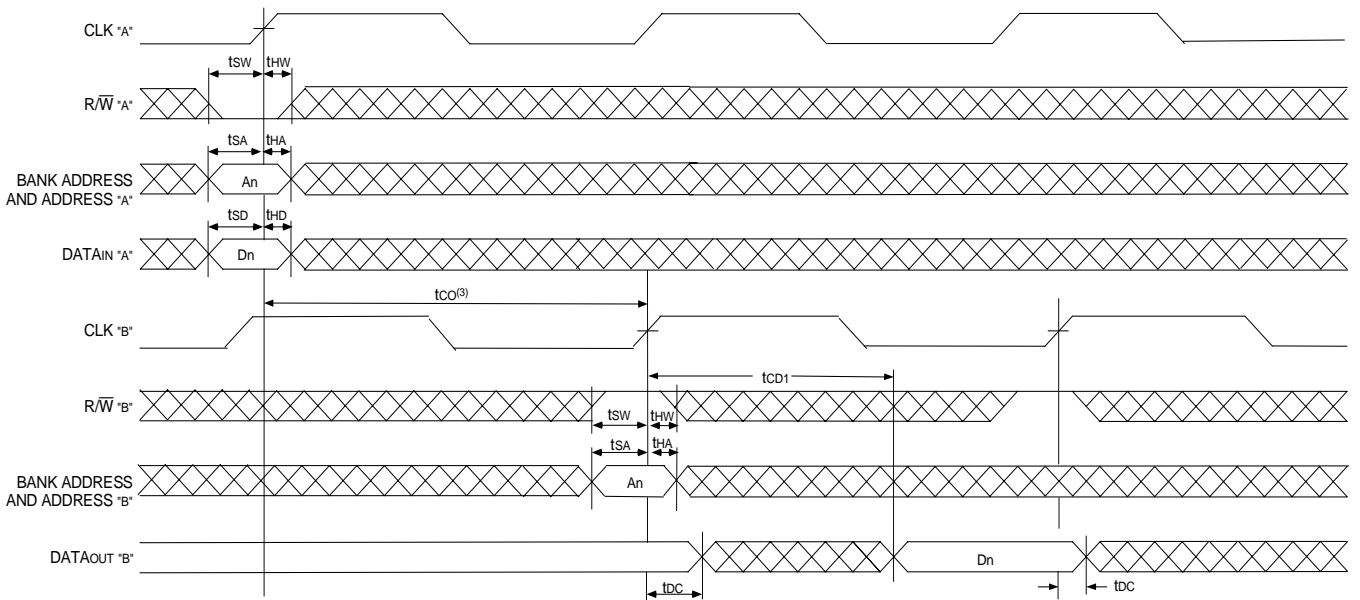 CLK "A"
tSW tHW
R/W̅ "A"
tSA tHA
BANK ADDRESS
AND ADDRESS "A"
An
tSD tHD
DATAIN "A"
Dn
tCO(3)
CLK "B"
tCD1
R/W̅ "B"
tSW tHW
tSA tHA
BANK ADDRESS
AND ADDRESS "B"
An
DATAOUT "B"
Dn
tDC
tDC